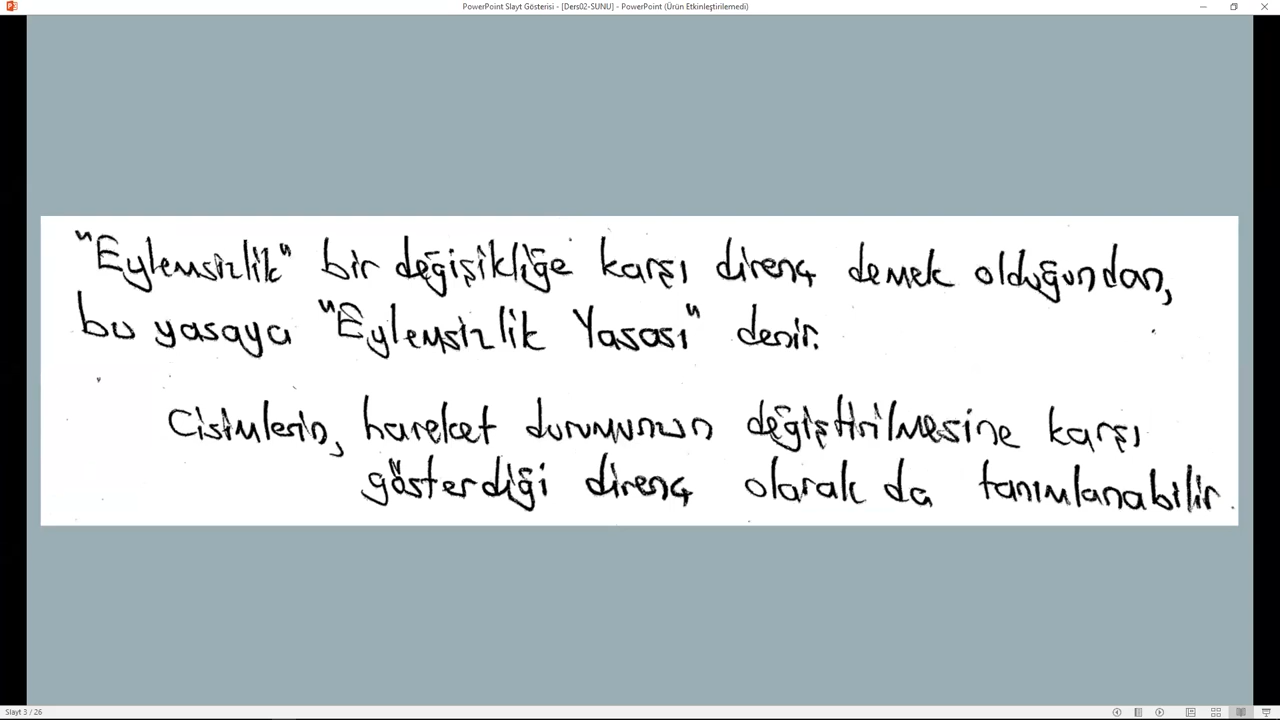 PowerPoint Slayt Gösterisi - [Ders02-SUNU] - PowerPoint (Ürün Etkinleştirilemedi)
"Eylemsizlik" bir değişikliğe karşı direnç demek olduğundan,
bu yasaya "Eylemsizlik Yasası" denir.
Cisimlerin, hareket durumunun değiştirilmesine karşı
gösterdiği direnç olarak da tanımlanabilir.
Slayt 3 / 26